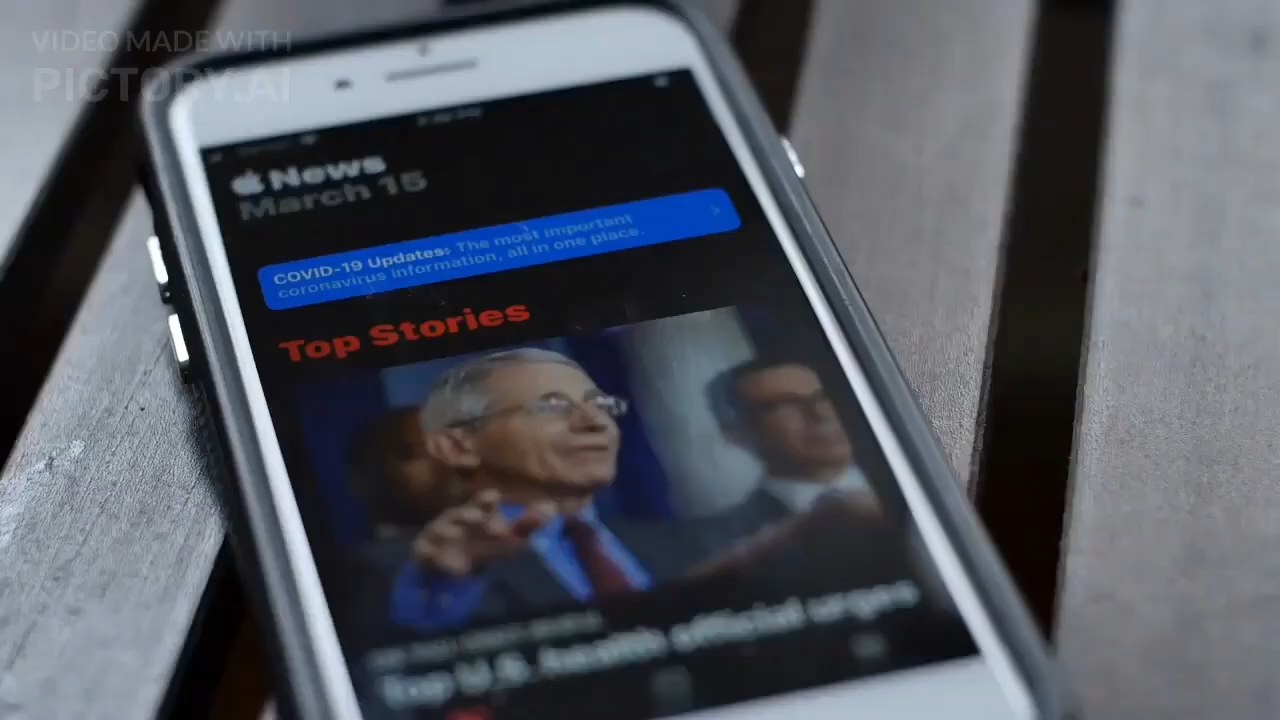 VIDEO MADE WITH
PICTORY.AI
News
March 15
COVID-19 Updates: The most important
coronavirus information, all in one place.
Top Stories
Top U.S. health official urges